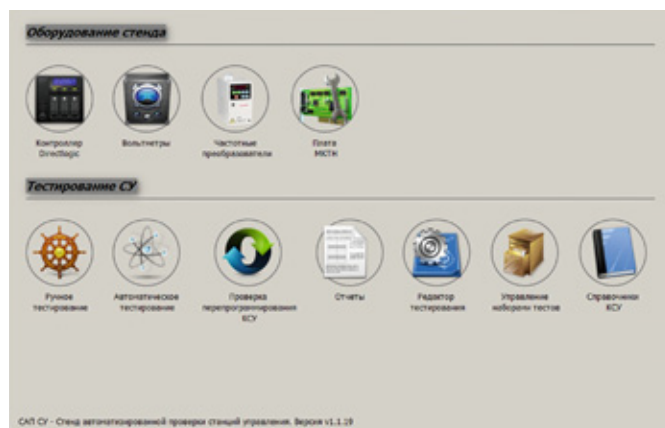 Оборудование стенда
Контроллер
Directlogic
Вольтметры
Частотные
преобразователи
Плата
МКТН
Тестирование СУ
Ручное
тестирование
Автоматическое
тестирование
Проверка
перепрограммирования
КСУ
Отчеты
Редактор
тестирования
Управление
наборами тестов
Справочники
КСУ
САП СУ - Стенд автоматизированной проверки станций управления. Версия v1.1.19